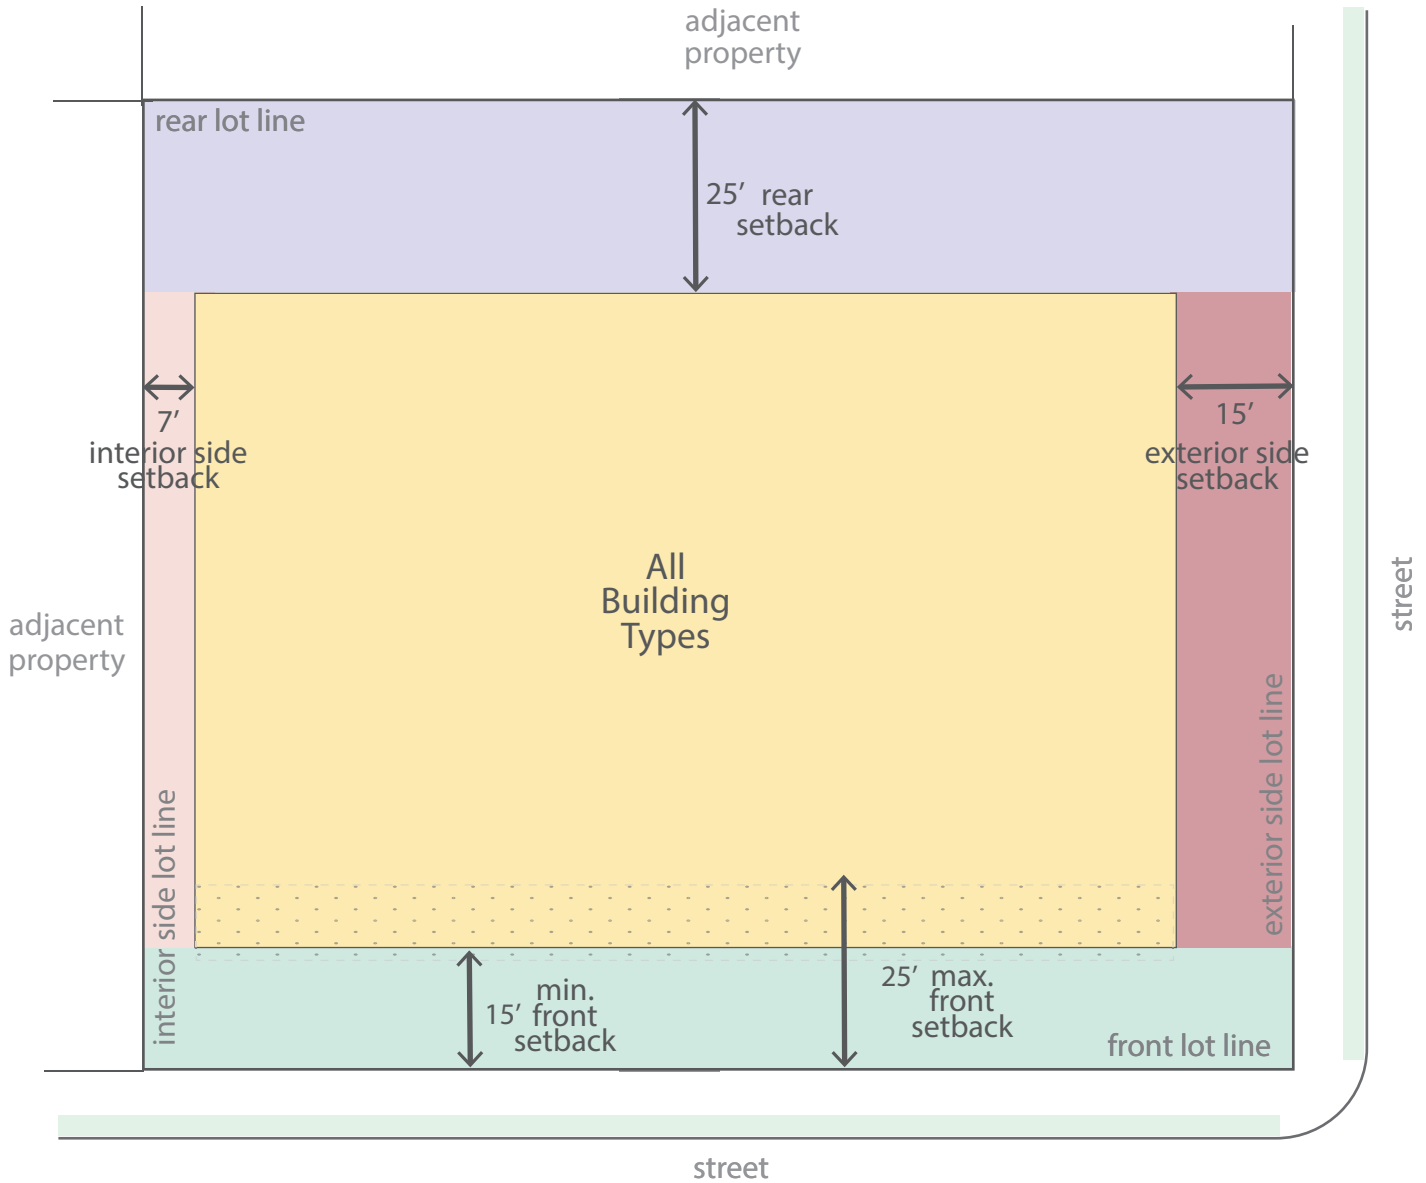 adjacent
property
rear lot line
25′ rear
setback
7′
interior side
setback
15′
exterior side
setback
All
Building
Types
adjacent
property
street
interior side lot line
exterior side lot line
min.
15′ front
setback
25′ max.
front
setback
front lot line
street